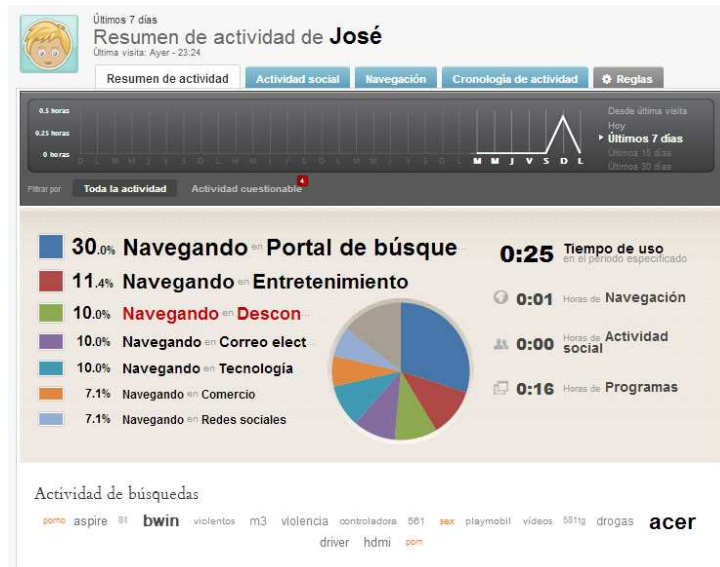 Últimos 7 días
Resumen de actividad de José
Última visita: Ayer - 23:24
Resumen de actividad Actividad social Navegación Cronología de actividad Reglas
0.5 horas
0.25 horas
0 horas
D L M M J V S D L M M J V S D L M M J V S D L M M J V S D L
Desde última visita
Hoy
Últimos 7 días
Últimos 15 días
Últimos 30 días
Filtrar por Toda la actividad Actividad cuestionable 4
30.0% Navegando en Portal de búsque...
11.4% Navegando en Entretenimiento
10.0% Navegando en Descon...
10.0% Navegando en Correo elect...
10.0% Navegando en Tecnología
7.1% Navegando en Comercio
7.1% Navegando en Redes sociales
0:25 Tiempo de uso
en el período especificado
0:01 Horas de Navegación
0:00 Horas de Actividad social
0:16 Horas de Programas
Actividad de búsquedas
porno aspire 81 bwin violentos m3 violencia controladora 561 sex playmobil vídeos 581tg drogas acer
driver hdmi porn